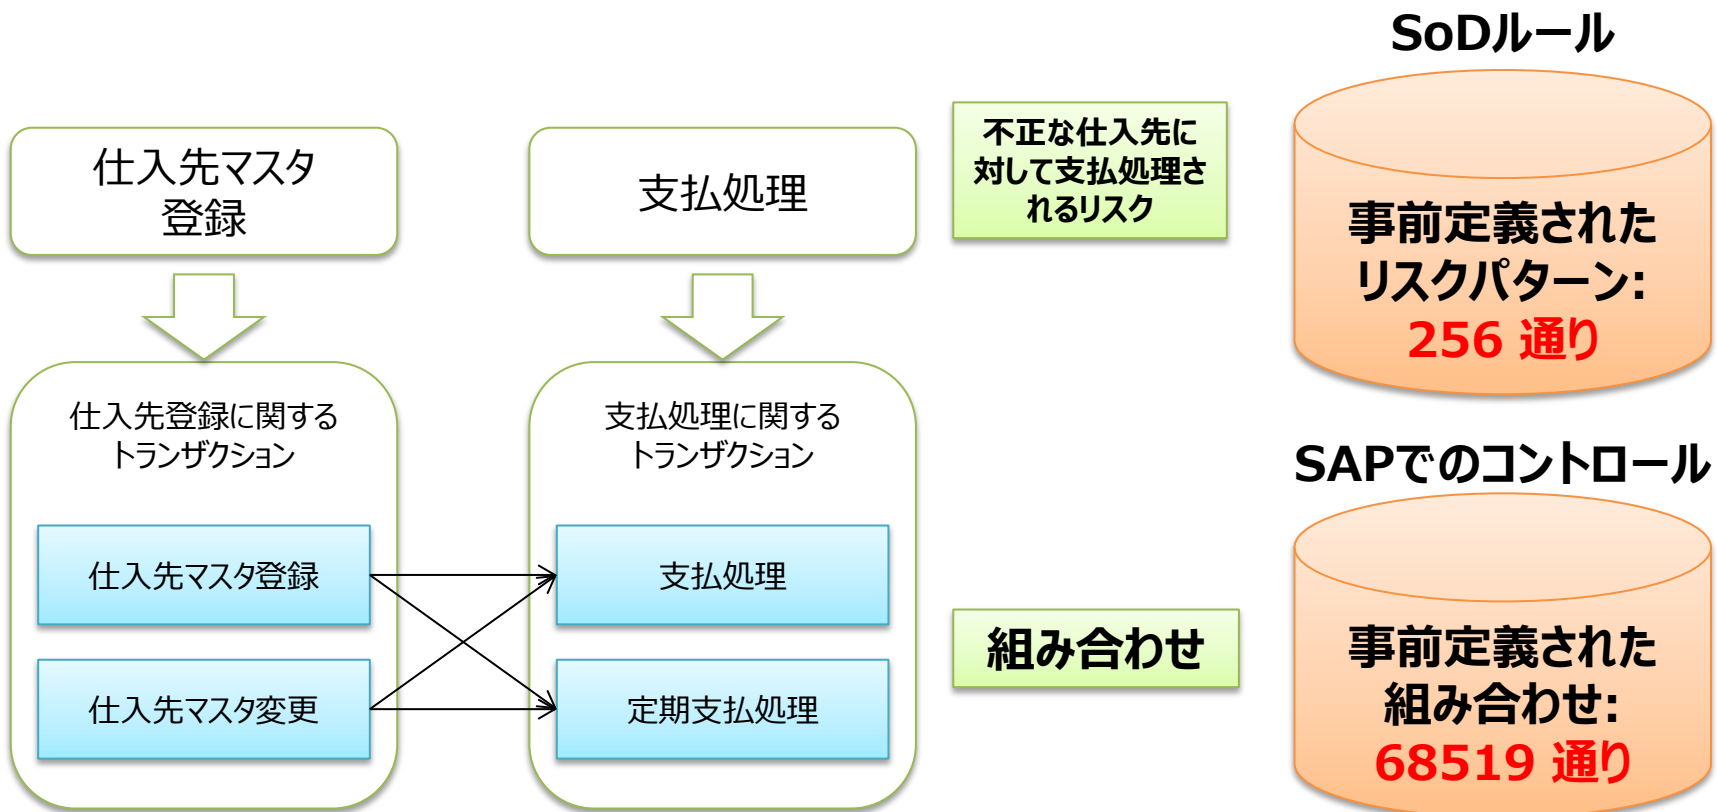 SoDルール
仕入先マスタ
登録
支払処理
不正な仕入先に
対して支払処理さ
れるリスク
事前定義された
リスクパターン:
256 通り
仕入先登録に関する
トランザクション
支払処理に関する
トランザクション
SAPでのコントロール
仕入先マスタ登録
支払処理
仕入先マスタ変更
定期支払処理
組み合わせ
事前定義された
組み合わせ:
68519 通り